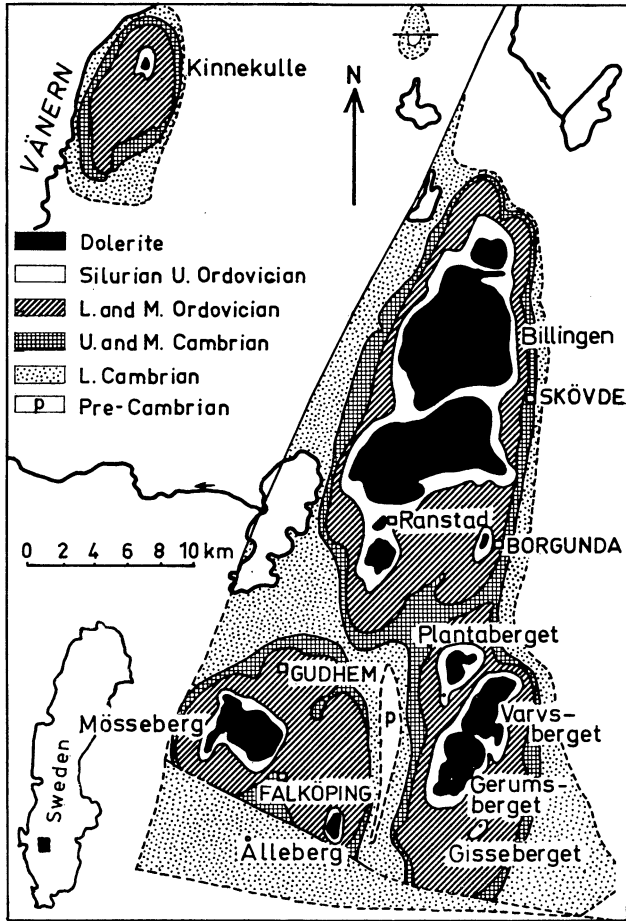 Kinnekulle
VÄNERN
N
Dolerite
Silurian U. Ordovician
L. and M. Ordovician
U. and M. Cambrian
L. Cambrian
p Pre-Cambrian
Billingen
SKÖVDE
Ranstad
BORGUNDA
0 2 4 6 8 10 km
Plantaberget
GUDHEM
Mösseberg
p
Varvs-
berget
FALKÖPING
Gerums-
berget
Ålleberg
Gisseberget
Sweden